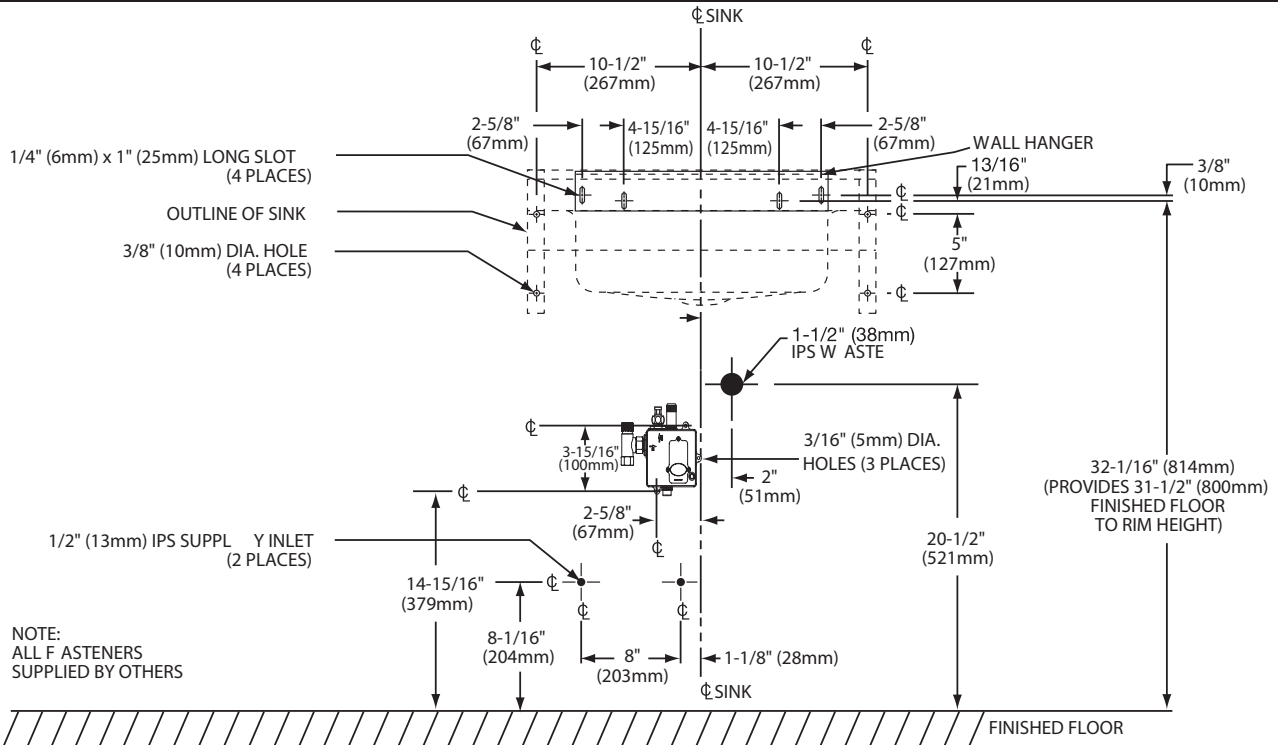 ℄ SINK
℄
℄
10-1/2"
(267mm)
10-1/2"
(267mm)
2-5/8"
(67mm)
4-15/16"
(125mm)
4-15/16"
(125mm)
2-5/8"
(67mm)
WALL HANGER
13/16"
(21mm)
3/8"
(10mm)
1/4" (6mm) x 1" (25mm) LONG SLOT
(4 PLACES)
℄
℄
OUTLINE OF SINK
3/8" (10mm) DIA. HOLE
(4 PLACES)
5"
(127mm)
℄
1-1/2" (38mm)
IPS W ASTE
℄
3-15/16"
(100mm)
3/16" (5mm) DIA.
HOLES (3 PLACES)
2"
(51mm)
32-1/16" (814mm)
(PROVIDES 31-1/2" (800mm)
FINISHED FLOOR
TO RIM HEIGHT)
℄
2-5/8"
(67mm)
℄
20-1/2"
(521mm)
1/2" (13mm) IPS SUPPL Y INLET
(2 PLACES)
14-15/16"
(379mm)
℄
℄
℄
8-1/16"
(204mm)
8"
(203mm)
1-1/8" (28mm)
NOTE:
ALL F ASTENERS
SUPPLIED BY OTHERS
℄ SINK
FINISHED FLOOR